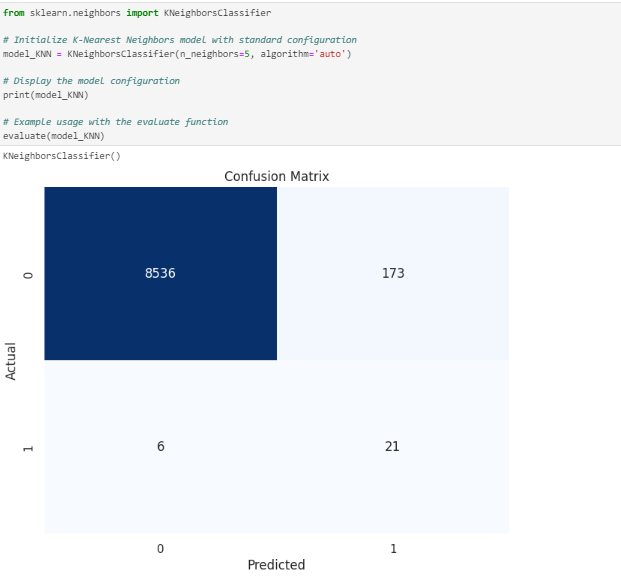 from sklearn.neighbors import KNeighborsClassifier
# Initialize K-Nearest Neighbors model with standard configuration
model_KNN = KNeighborsClassifier(n_neighbors=5, algorithm='auto')
# Display the model configuration
print(model_KNN)
# Example usage with the evaluate function
evaluate(model_KNN)
KNeighborsClassifier()
Confusion Matrix
0
8536
173
Actual
1
6
21
0
1
Predicted